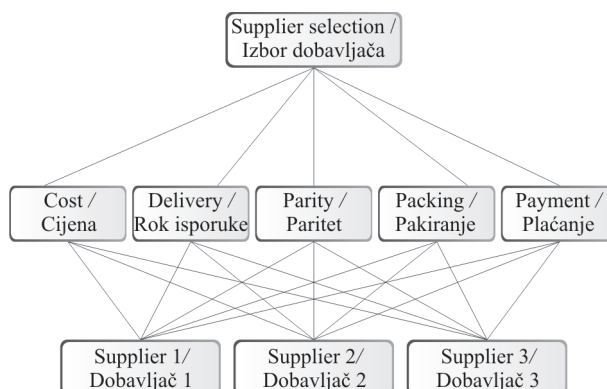 Supplier selection /
Izbor dobavljača
Cost /
Cijena
Delivery /
Rok isporuke
Parity /
Paritet
Packing /
Pakiranje
Payment /
Plaćanje
Supplier 1/
Dobavljač 1
Supplier 2/
Dobavljač 2
Supplier 3/
Dobavljač 3